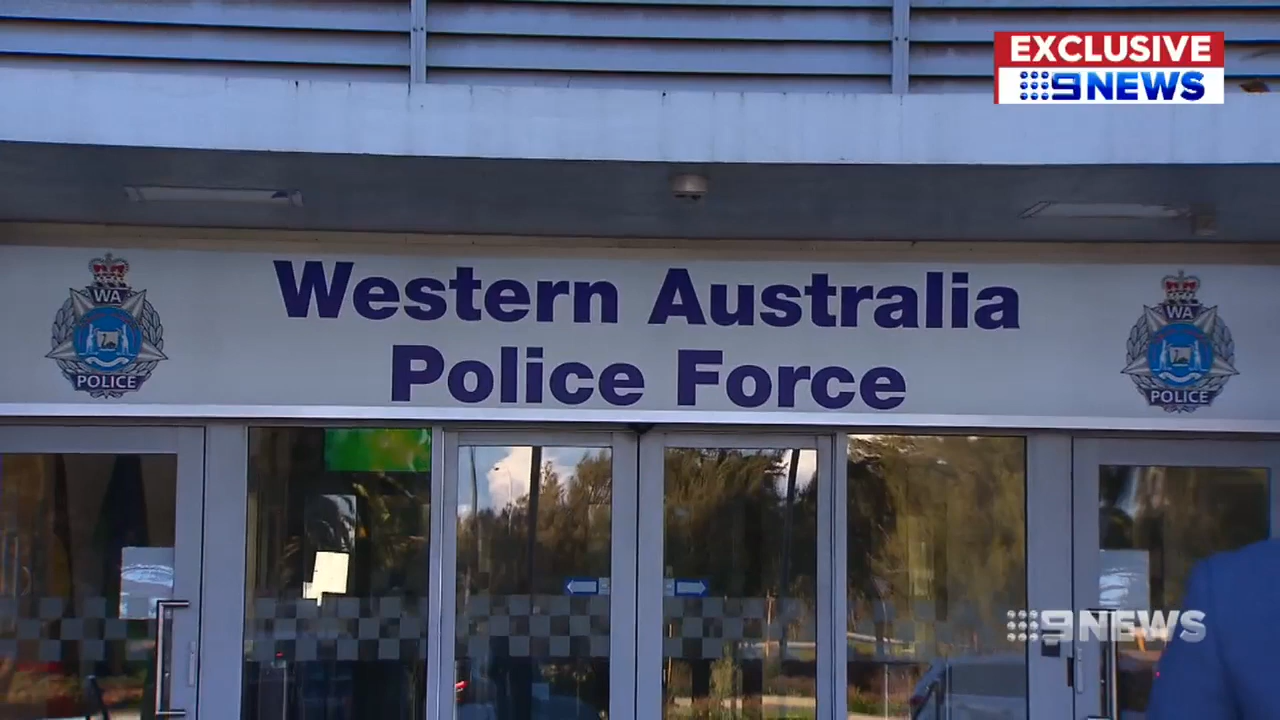 EXCLUSIVE
9NEWS
WA
POLICE
Western Australia
Police Force
WA
POLICE
9NEWS